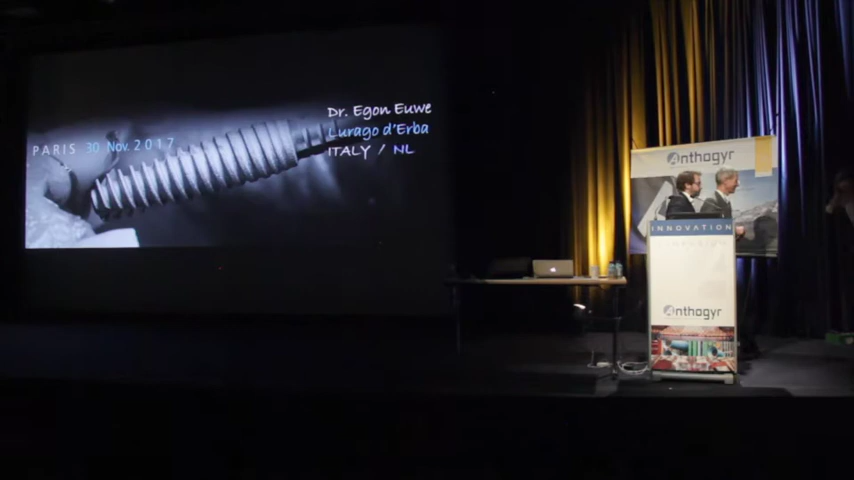 Dr. Egon Euwe
Lurago d'Erba
ITALY / NL
PARIS 30 Nov. 2017
Anthogyr
INNOVATION
Anthogyr